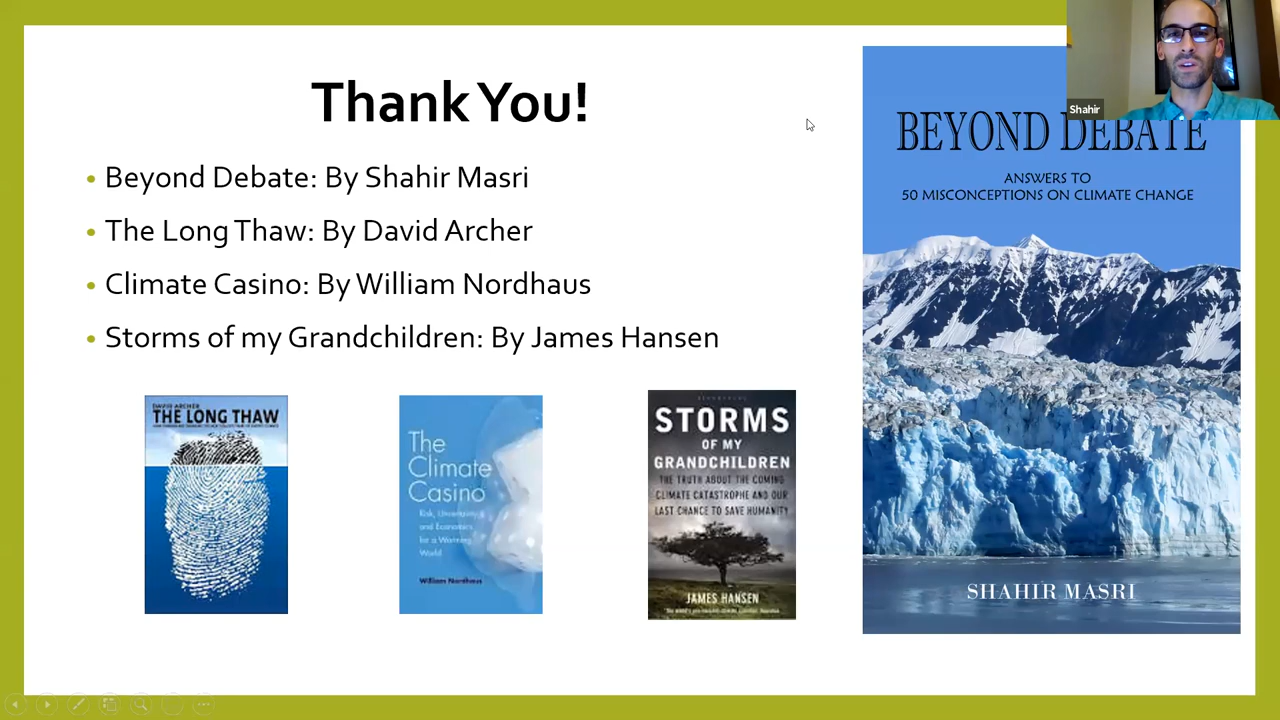 Thank You!
Beyond Debate: By Shahir Masri
The Long Thaw: By David Archer
Climate Casino: By William Nordhaus
Storms of my Grandchildren: By James Hansen
DAVID ARCHER
THE LONG THAW
The
Climate
Casino
Risk, Uncertainty,
and Economics
for a Warming
World
William Nordhaus
STORMS
OF MY
GRANDCHILDREN
THE TRUTH ABOUT THE COMING
CLIMATE CATASTROPHE AND OUR
LAST CHANCE TO SAVE HUMANITY
JAMES HANSEN
Shahir
BEYOND DEBATE
ANSWERS TO
50 MISCONCEPTIONS ON CLIMATE CHANGE
SHAHIR MASRI